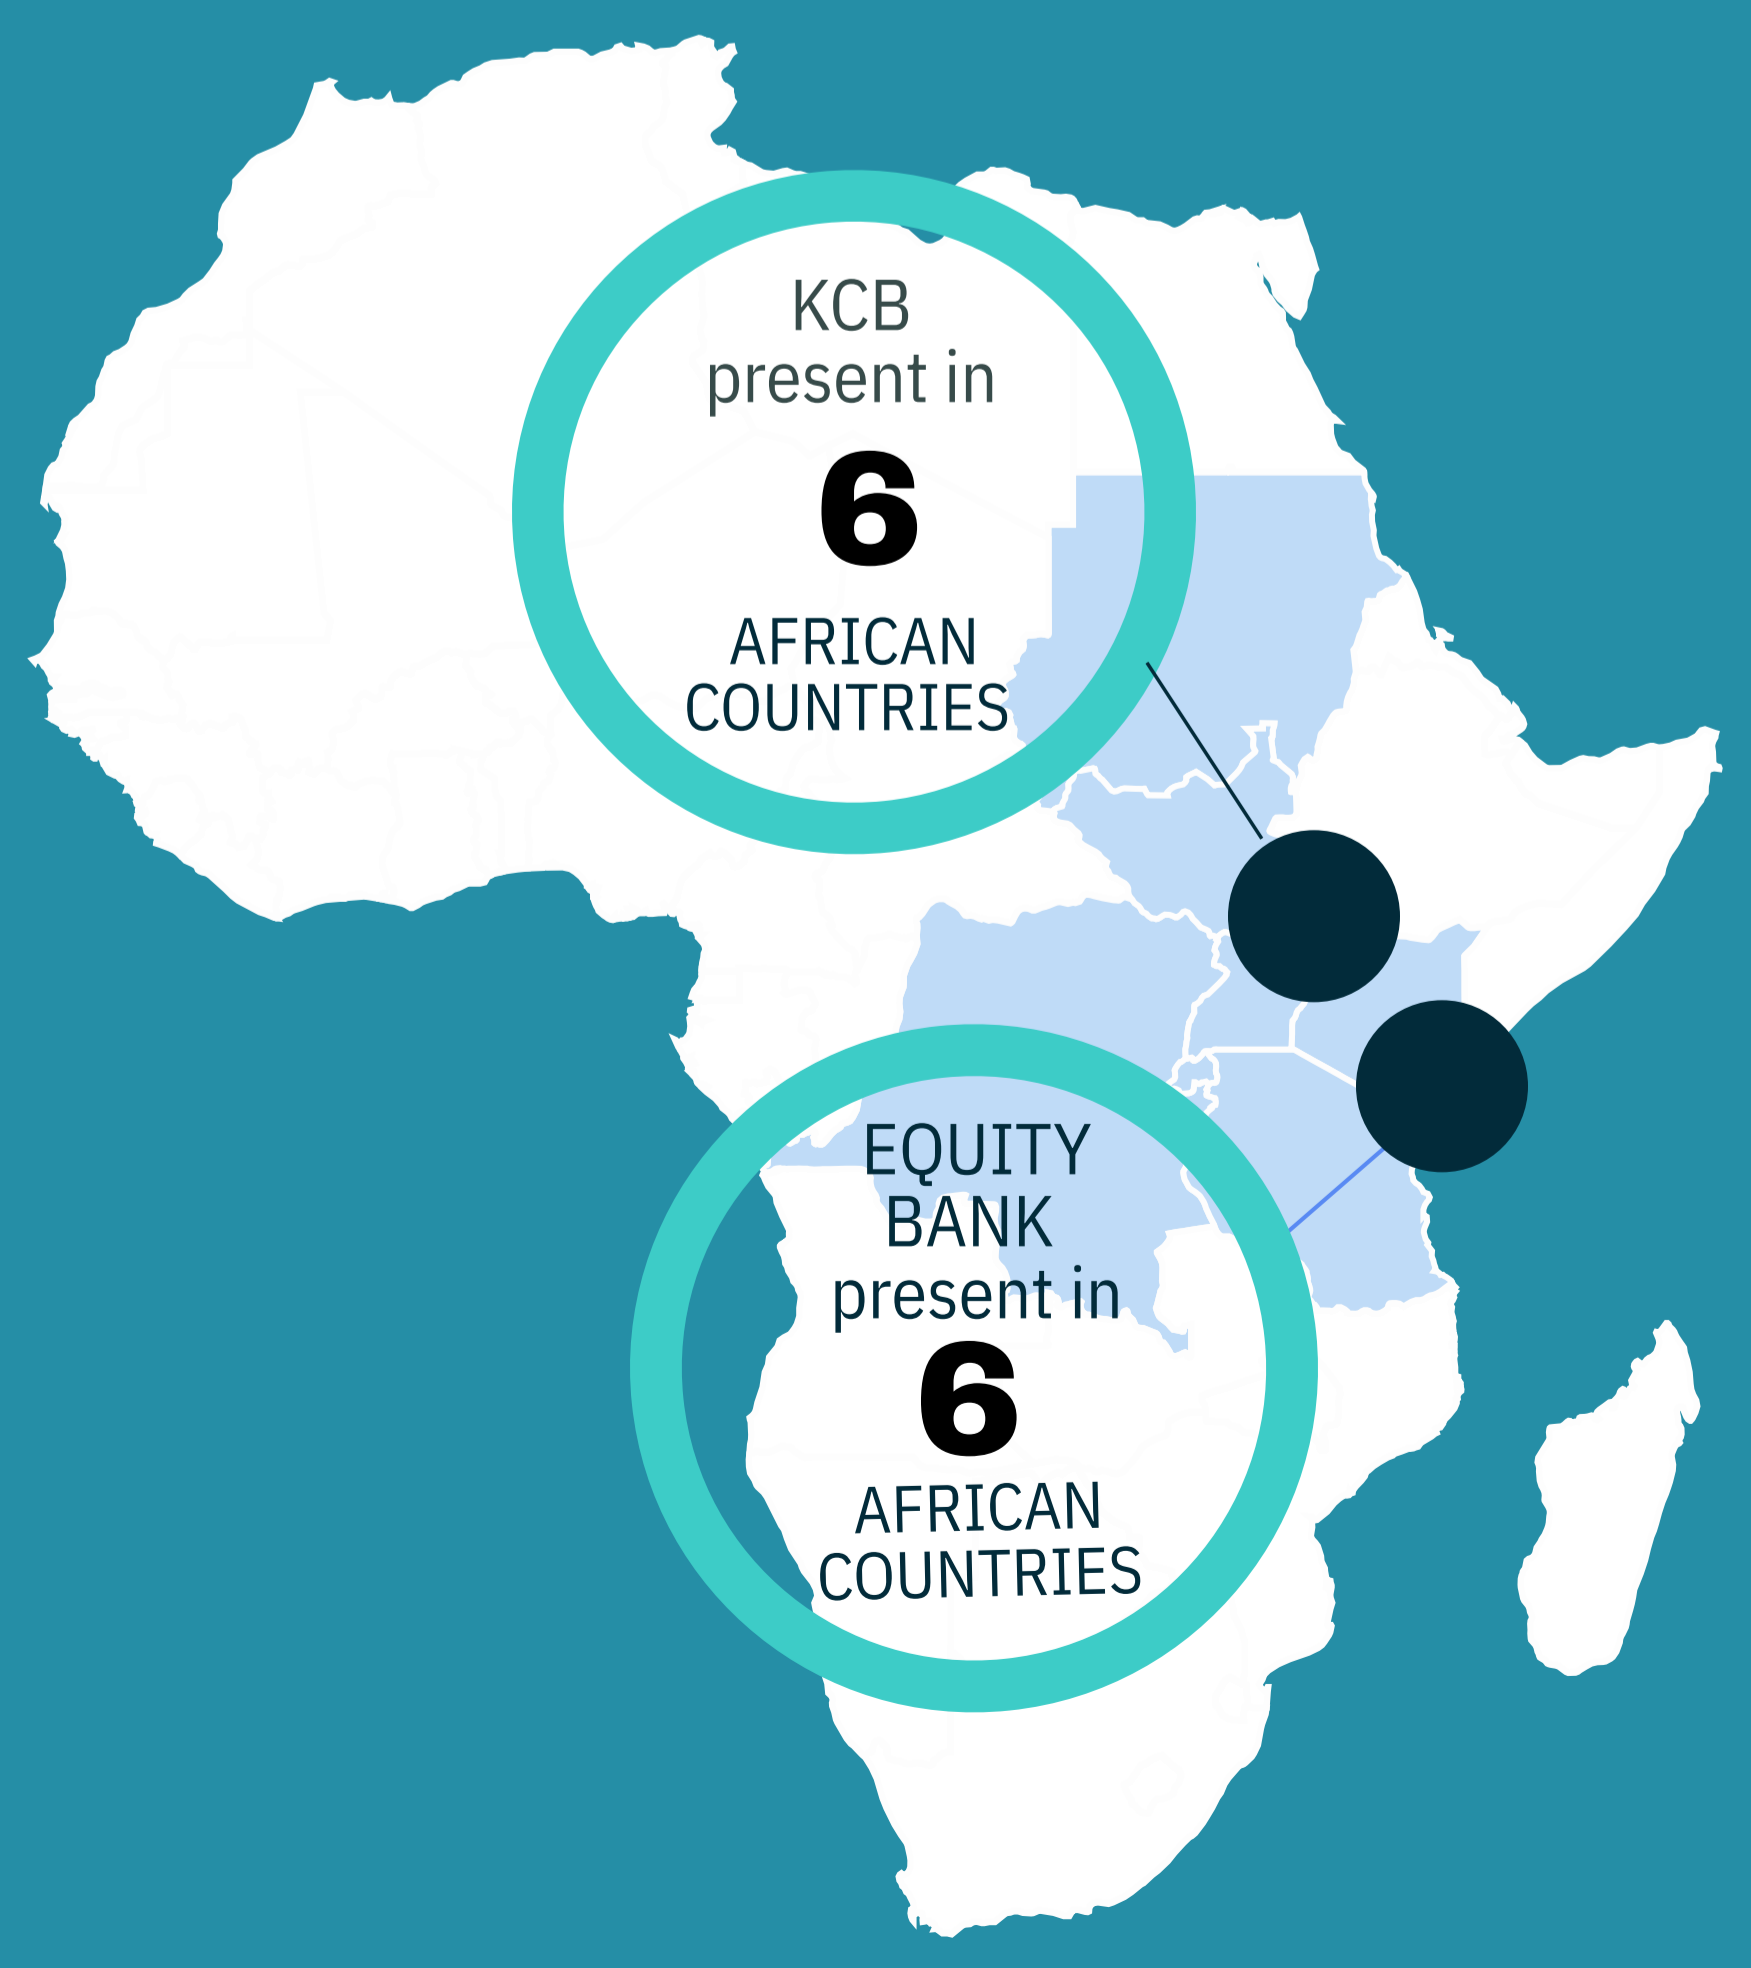 KCB
present in
6
AFRICAN
COUNTRIES
EQUITY
BANK
present in
6
AFRICAN
COUNTRIES